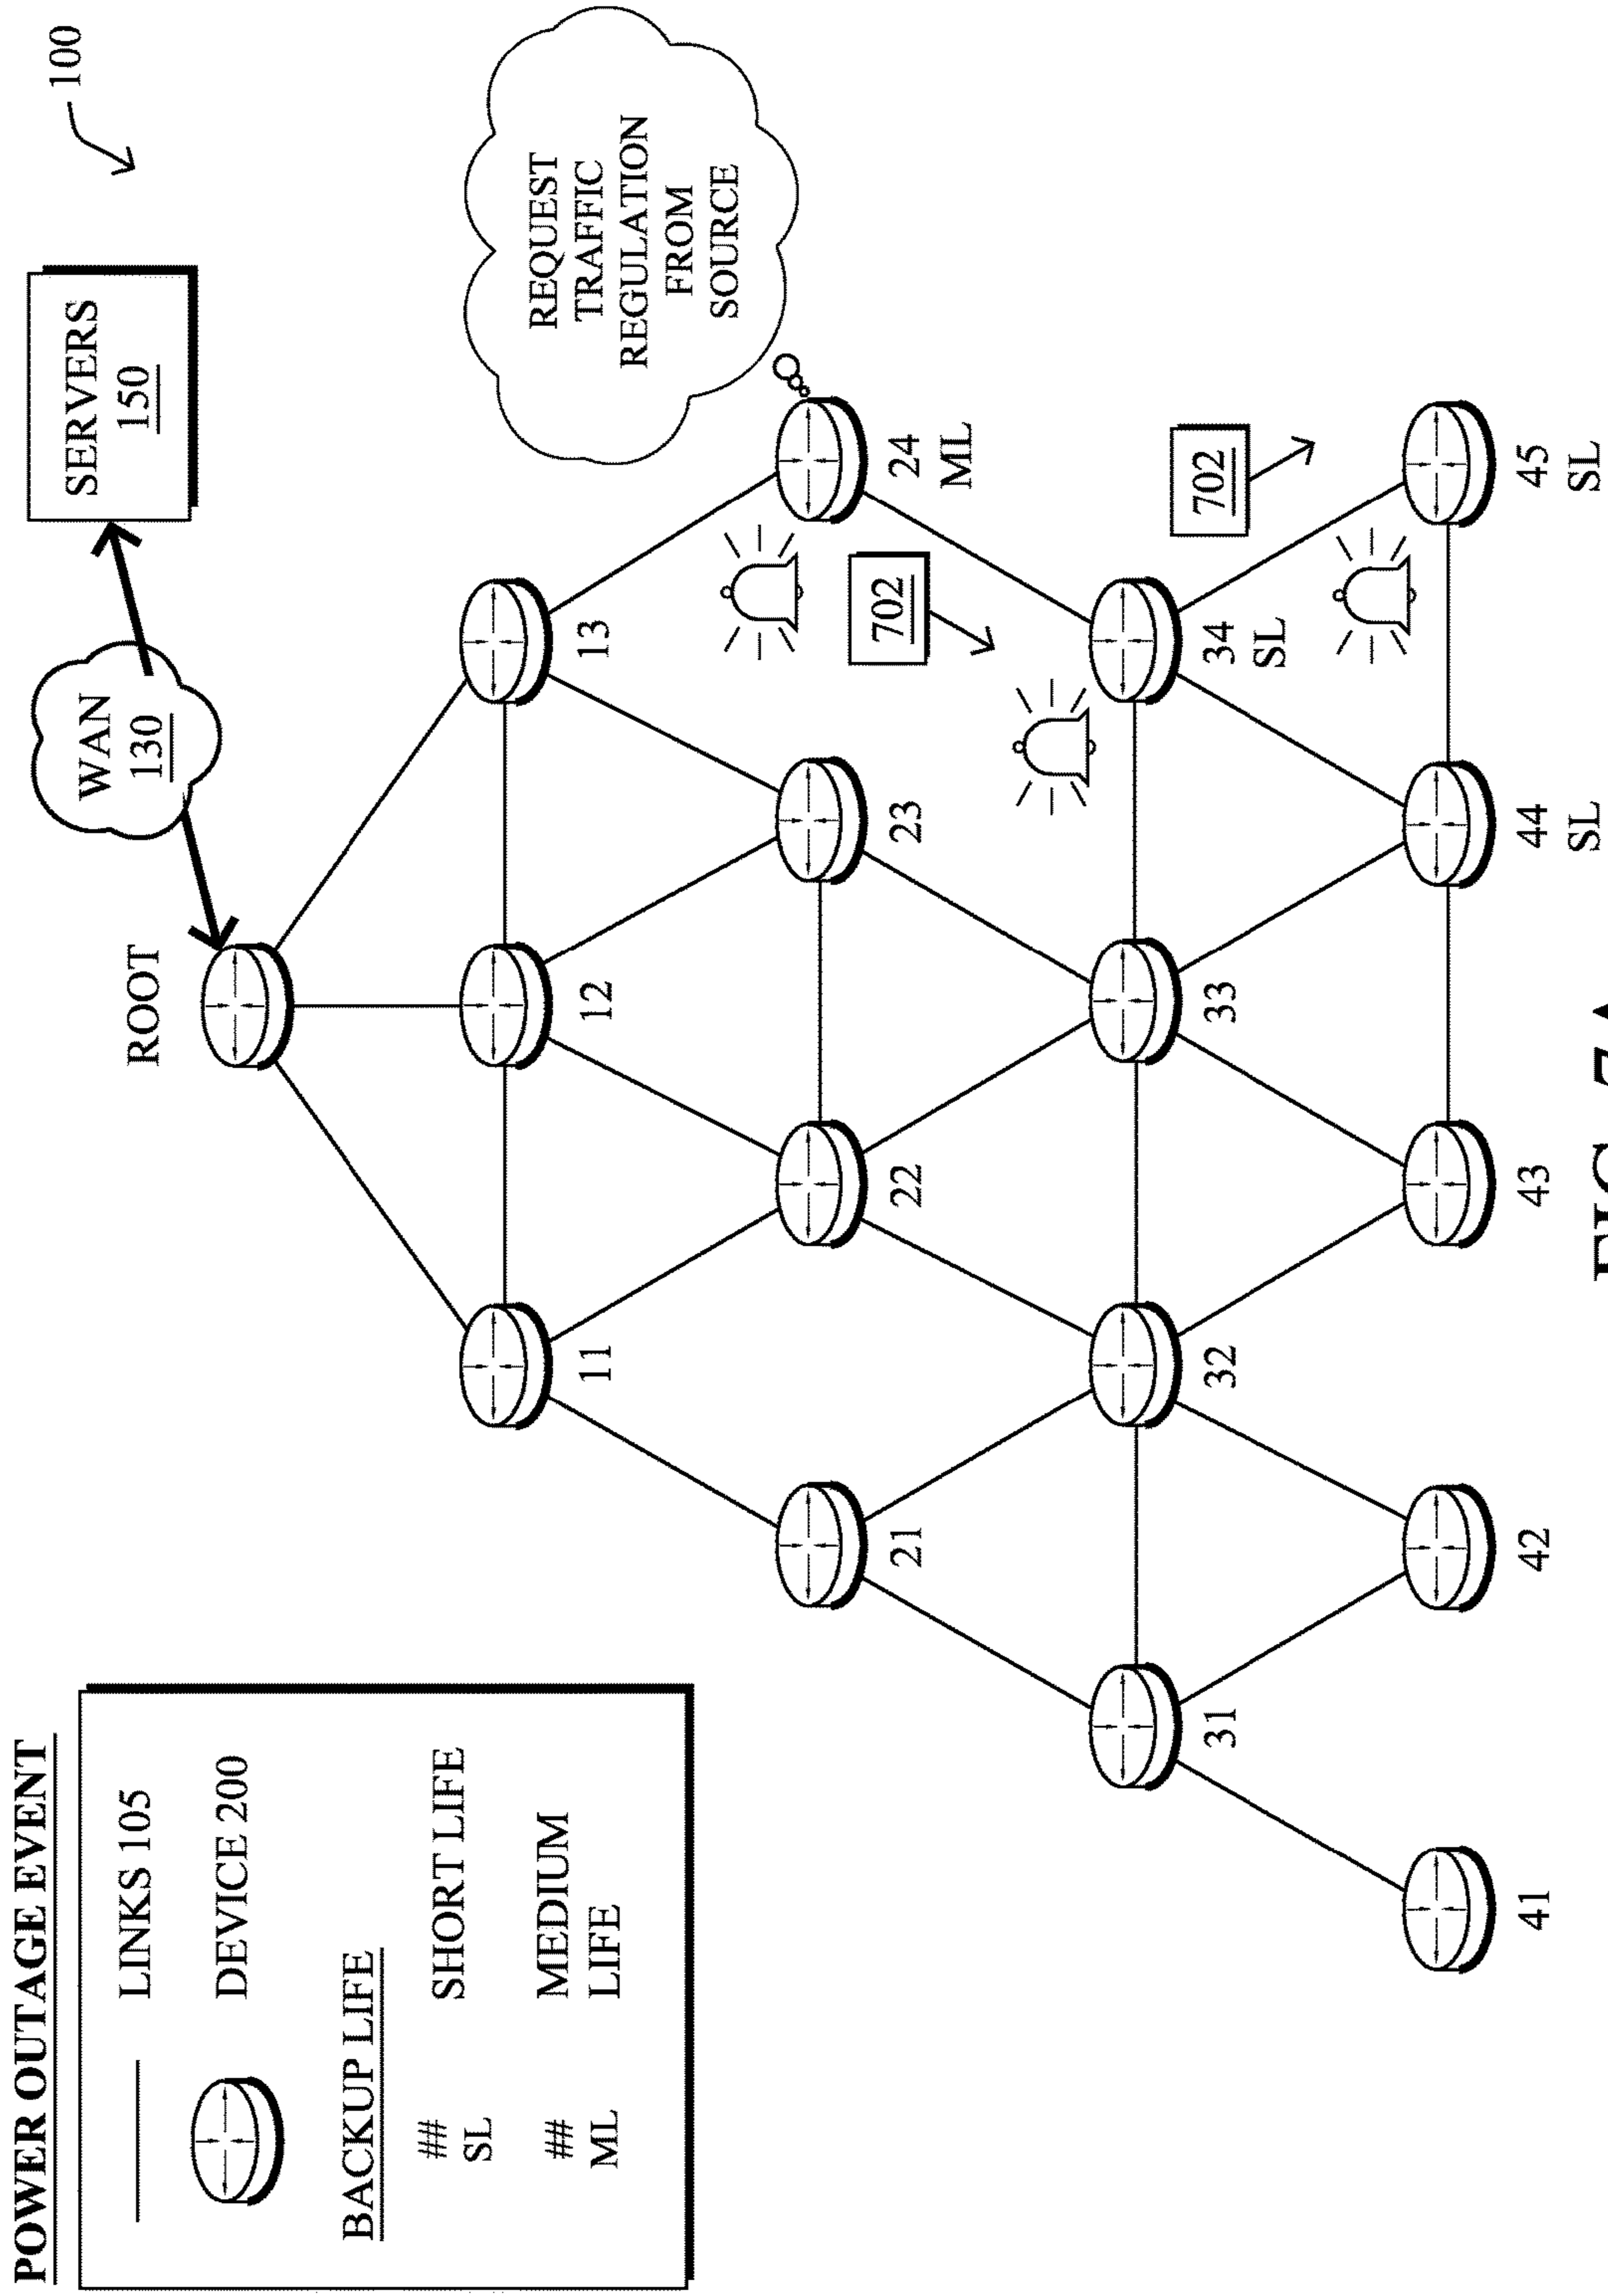 POWER OUTAGE EVENT
LINKS 105
DEVICE 200
BACKUP LIFE
##
SL
SHORT LIFE
##
ML
MEDIUM
LIFE
100
SERVERS
150
WAN
130
ROOT
REQUEST
TRAFFIC
REGULATION
FROM
SOURCE
11
12
13
21
22
23
24
ML
702
702
31
32
33
34
SL
41
42
43
44
SL
45
SL